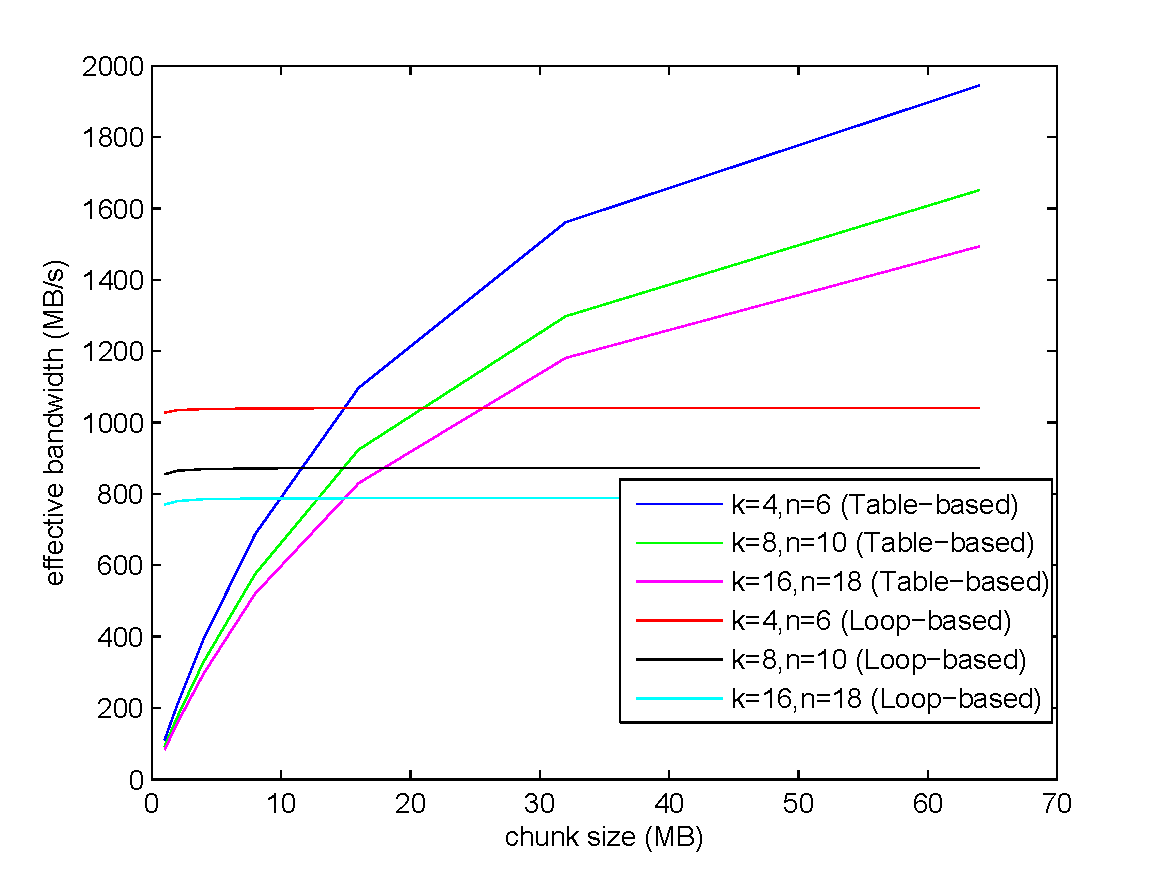 2000
1800
1600
1400
1200
1000
800
600
400
200
0
effective bandwidth (MB/s)
k=4,n=6 (Table−based)
k=8,n=10 (Table−based)
k=16,n=18 (Table−based)
k=4,n=6 (Loop−based)
k=8,n=10 (Loop−based)
k=16,n=18 (Loop−based)
0 10 20 30 40 50 60 70
chunk size (MB)